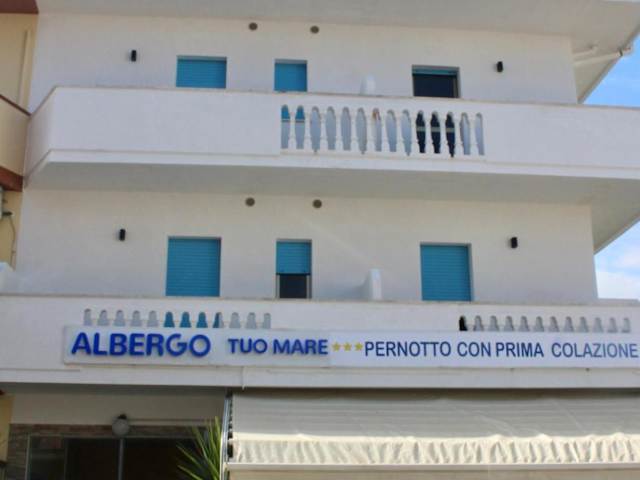 ALBERGO TUO MARE ★★★ PERNOTTO CON PRIMA COLAZIONE